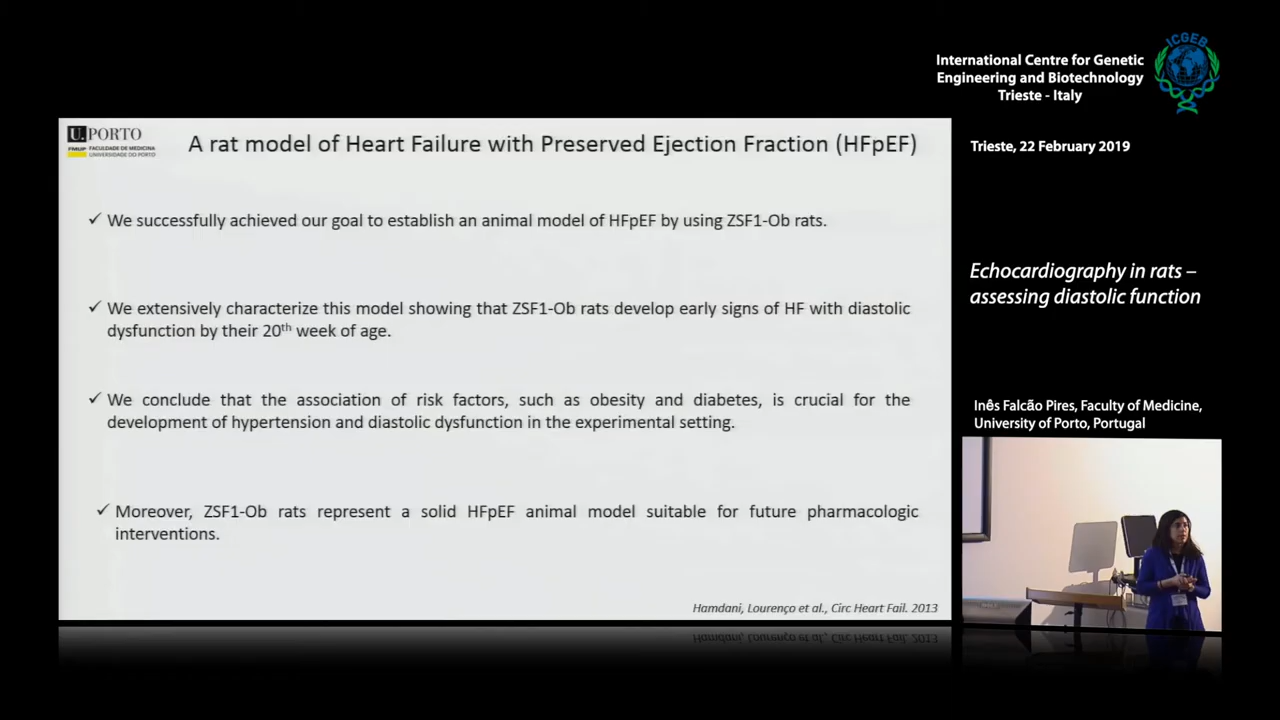 International Centre for Genetic
Engineering and Biotechnology
Trieste - Italy
ICGEB
Trieste, 22 February 2019
Echocardiography in rats –
assessing diastolic function
Inês Falcão Pires, Faculty of Medicine,
University of Porto, Portugal
U. PORTO
FMUP FACULDADE DE MEDICINA
UNIVERSIDADE DO PORTO
A rat model of Heart Failure with Preserved Ejection Fraction (HFpEF)
✓ We successfully achieved our goal to establish an animal model of HFpEF by using ZSF1-Ob rats.
✓ We extensively characterize this model showing that ZSF1-Ob rats develop early signs of HF with diastolic
dysfunction by their 20th week of age.
✓ We conclude that the association of risk factors, such as obesity and diabetes, is crucial for the
development of hypertension and diastolic dysfunction in the experimental setting.
✓ Moreover, ZSF1-Ob rats represent a solid HFpEF animal model suitable for future pharmacologic
interventions.
Hamdani, Lourenço et al., Circ Heart Fail. 2013